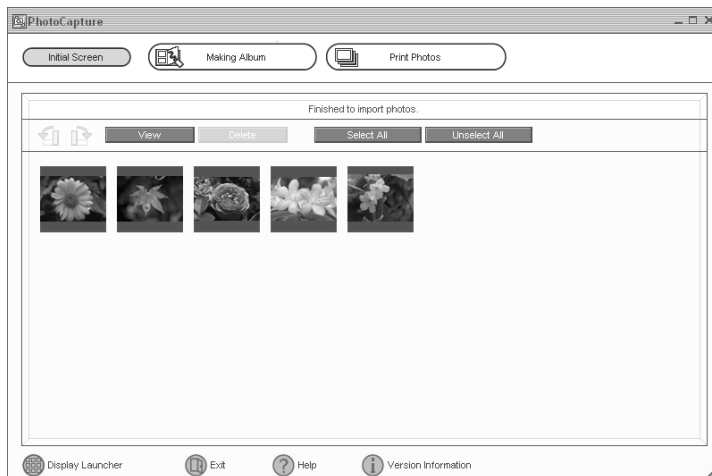 PhotoCapture
Initial Screen
Making Album
Print Photos
Finished to import photos.
View
Delete
Select All
Unselect All
Display Launcher
Exit
Help
Version Information